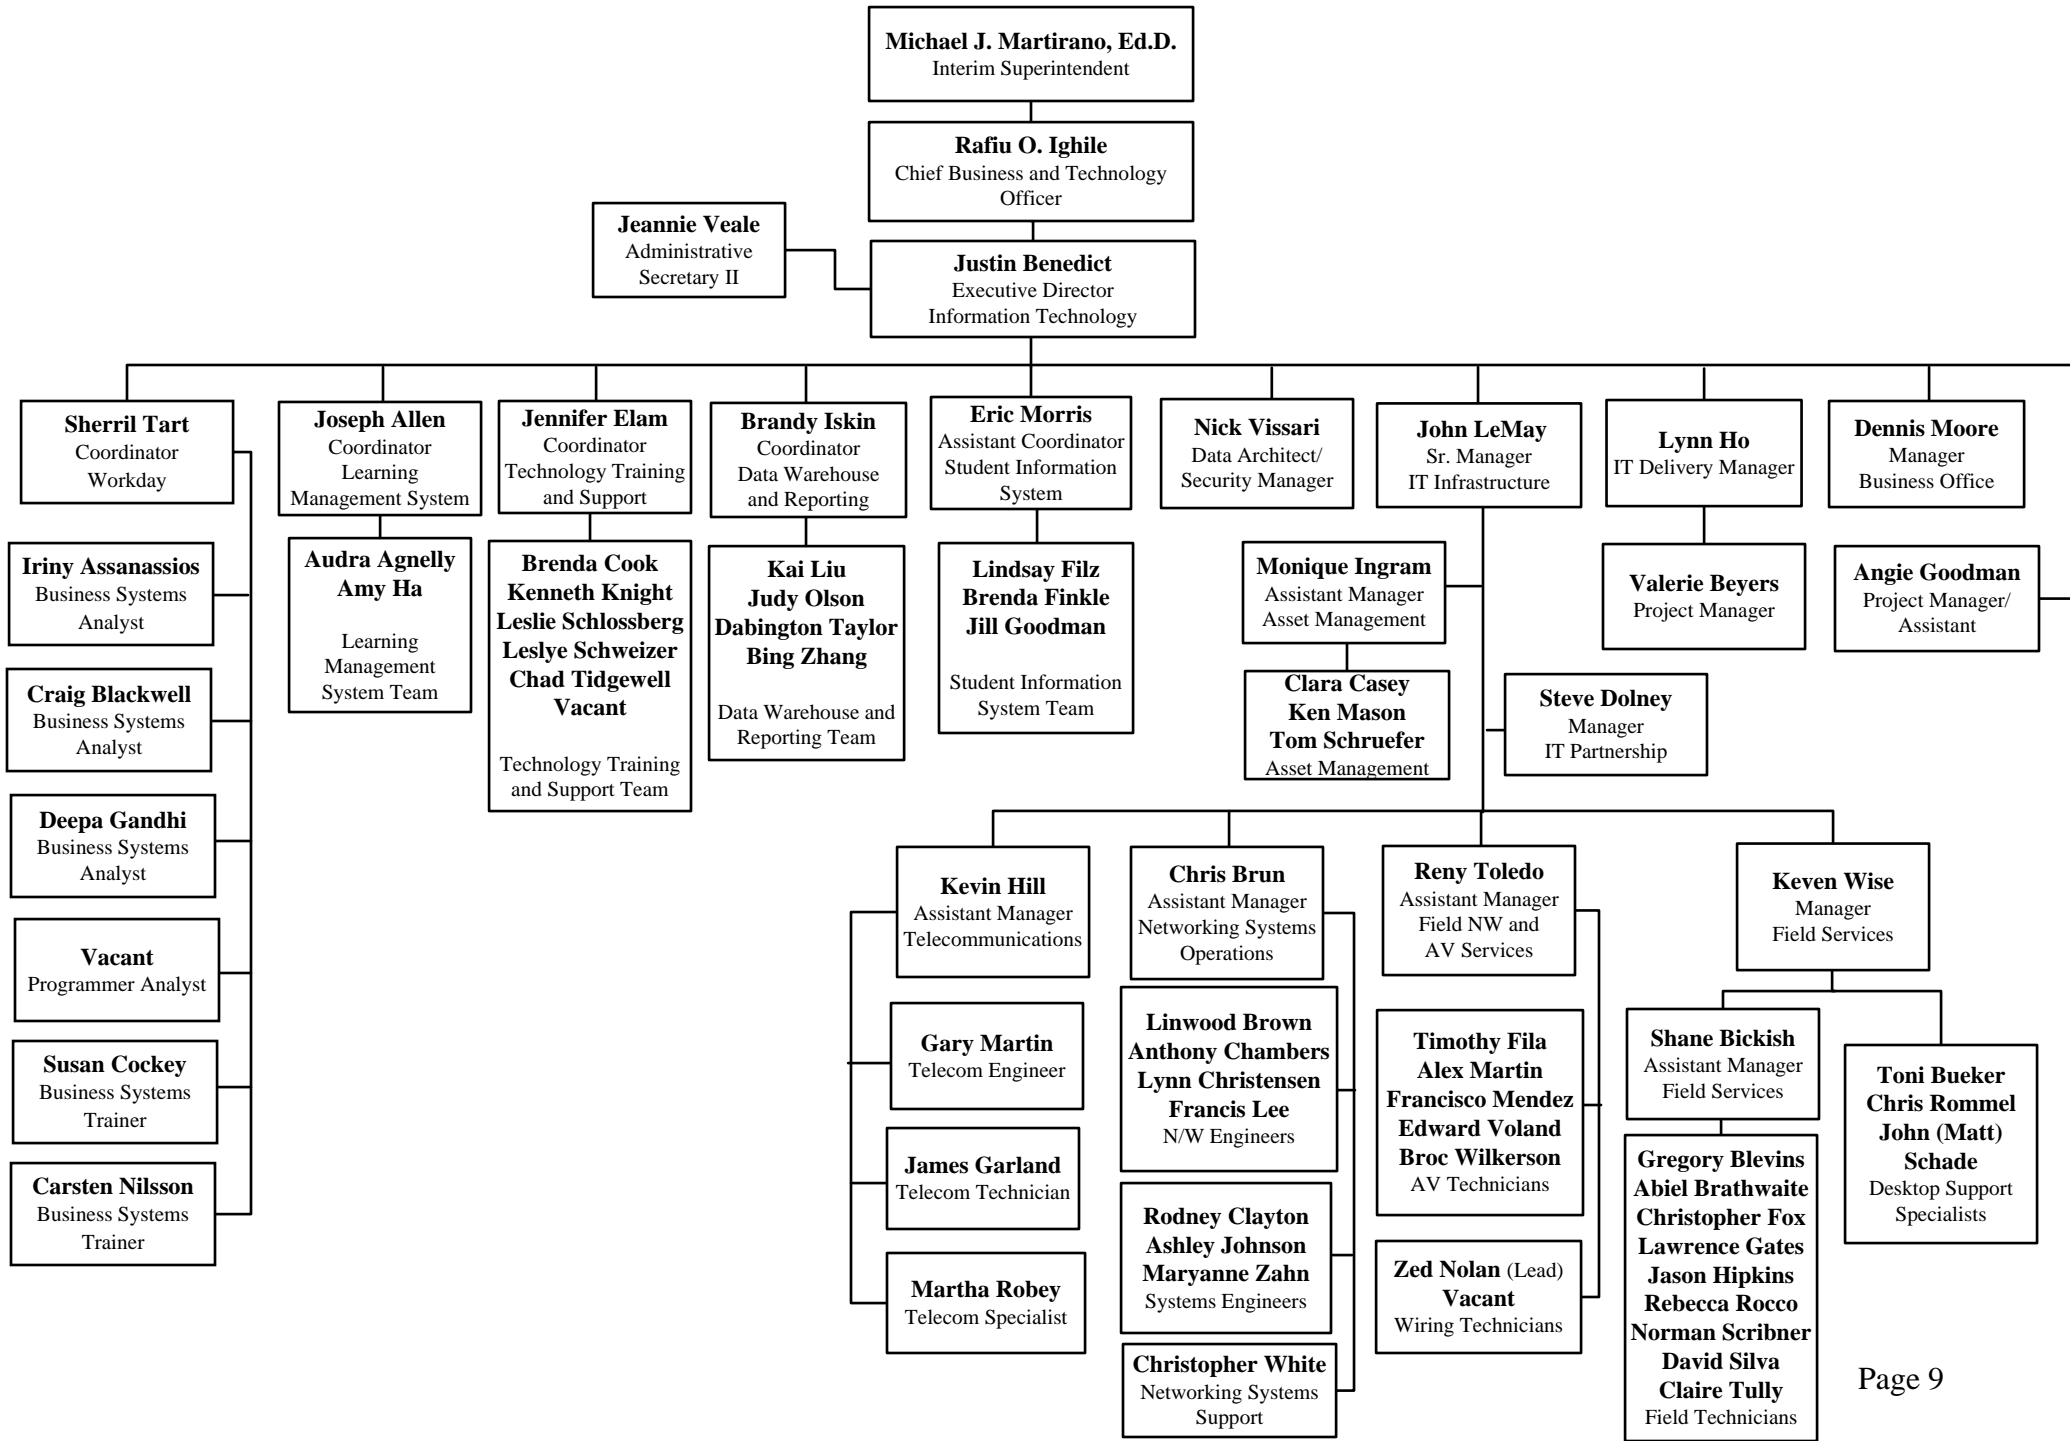 Michael J. Martirano, Ed.D.
Interim Superintendent
Rafiu O. Ighile
Chief Business and Technology
Officer
Jeannie Veale
Administrative
Secretary II
Justin Benedict
Executive Director
Information Technology
Sherril Tart
Coordinator
Workday
Joseph Allen
Coordinator
Learning
Management System
Jennifer Elam
Coordinator
Technology Training
and Support
Brandy Iskin
Coordinator
Data Warehouse
and Reporting
Eric Morris
Assistant Coordinator
Student Information
System
Nick Vissari
Data Architect/
Security Manager
John LeMay
Sr. Manager
IT Infrastructure
Lynn Ho
IT Delivery Manager
Dennis Moore
Manager
Business Office
Iriny Assanassios
Business Systems
Analyst
Craig Blackwell
Business Systems
Analyst
Deepa Gandhi
Business Systems
Analyst
Vacant
Programmer Analyst
Susan Cockey
Business Systems
Trainer
Carsten Nilsson
Business Systems
Trainer
Audra Agnelly
Amy Ha
Learning
Management
System Team
Brenda Cook
Kenneth Knight
Leslie Schlossberg
Leslye Schweizer
Chad Tidgewell
Vacant
Technology Training
and Support Team
Kai Liu
Judy Olson
Dabington Taylor
Bing Zhang
Data Warehouse and
Reporting Team
Lindsay Filz
Brenda Finkle
Jill Goodman
Student Information
System Team
Monique Ingram
Assistant Manager
Asset Management
Clara Casey
Ken Mason
Tom Schruefer
Asset Management
Valerie Beyers
Project Manager
Angie Goodman
Project Manager/
Assistant
Steve Dolney
Manager
IT Partnership
Kevin Hill
Assistant Manager
Telecommunications
Gary Martin
Telecom Engineer
James Garland
Telecom Technician
Martha Robey
Telecom Specialist
Chris Brun
Assistant Manager
Networking Systems
Operations
Linwood Brown
Anthony Chambers
Lynn Christensen
Francis Lee
N/W Engineers
Rodney Clayton
Ashley Johnson
Maryanne Zahn
Systems Engineers
Christopher White
Networking Systems
Support
Reny Toledo
Assistant Manager
Field NW and
AV Services
Timothy Fila
Alex Martin
Francisco Mendez
Edward Voland
Broc Wilkerson
AV Technicians
Zed Nolan (Lead)
Vacant
Wiring Technicians
Keven Wise
Manager
Field Services
Shane Bickish
Assistant Manager
Field Services
Gregory Blevins
Abiel Brathwaite
Christopher Fox
Lawrence Gates
Jason Hipkins
Rebecca Rocco
Norman Scribner
David Silva
Claire Tully
Field Technicians
Toni Bueker
Chris Rommel
John (Matt)
Schade
Desktop Support
Specialists
Page 9